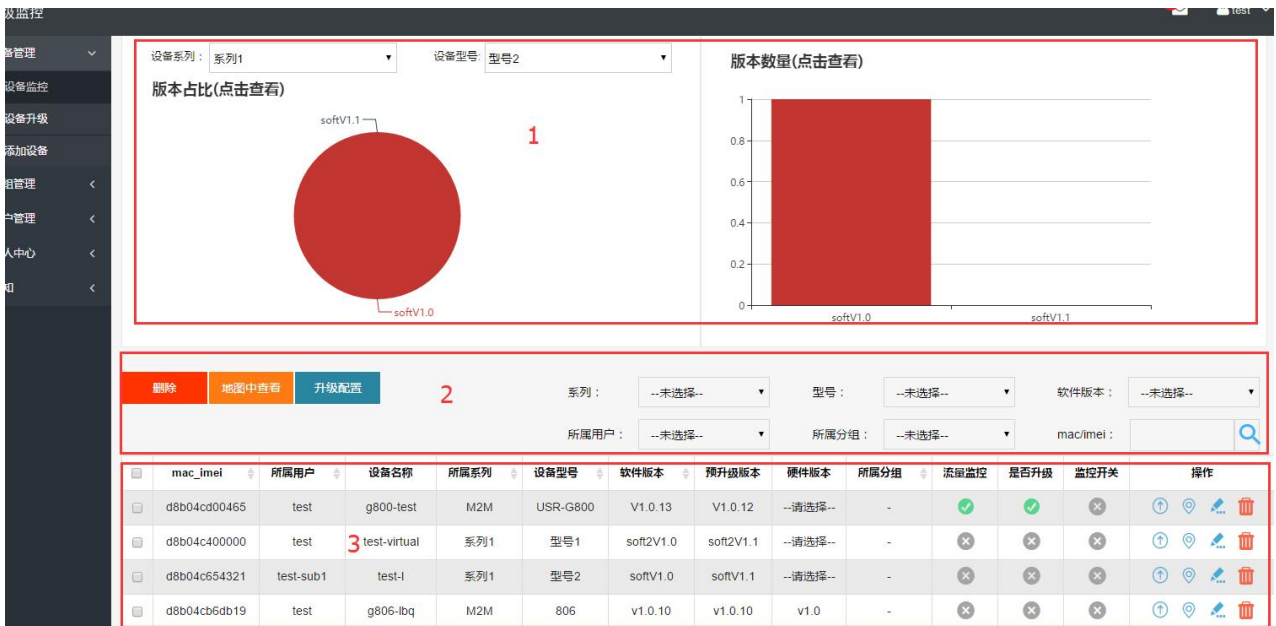 级监控
test
备管理
设备监控
设备升级
添加设备
组管理
户管理
人中心
知
设备系列： 系列1 设备型号: 型号2
版本占比(点击查看)
softV1.1
softV1.0
1
版本数量(点击查看)
1
0.8
0.6
0.4
0.2
0
softV1.0 softV1.1
删除 地图中查看 升级配置
2
系列： --未选择-- 型号： --未选择-- 软件版本： --未选择--
所属用户： --未选择-- 所属分组： --未选择-- mac/imei：
mac_imei 所属用户 设备名称 所属系列 设备型号 软件版本 预升级版本 硬件版本 所属分组 流量监控 是否升级 监控开关 操作
d8b04cd00465 test g800-test M2M USR-G800 V1.0.13 V1.0.12 --请选择-- -
d8b04c400000 test 3 test-virtual 系列1 型号1 soft2V1.0 soft2V1.1 --请选择-- -
d8b04c654321 test-sub1 test-l 系列1 型号2 softV1.0 softV1.1 --请选择-- -
d8b04cb6db19 test g806-lbq M2M 806 v1.0.10 v1.0.10 v1.0 -